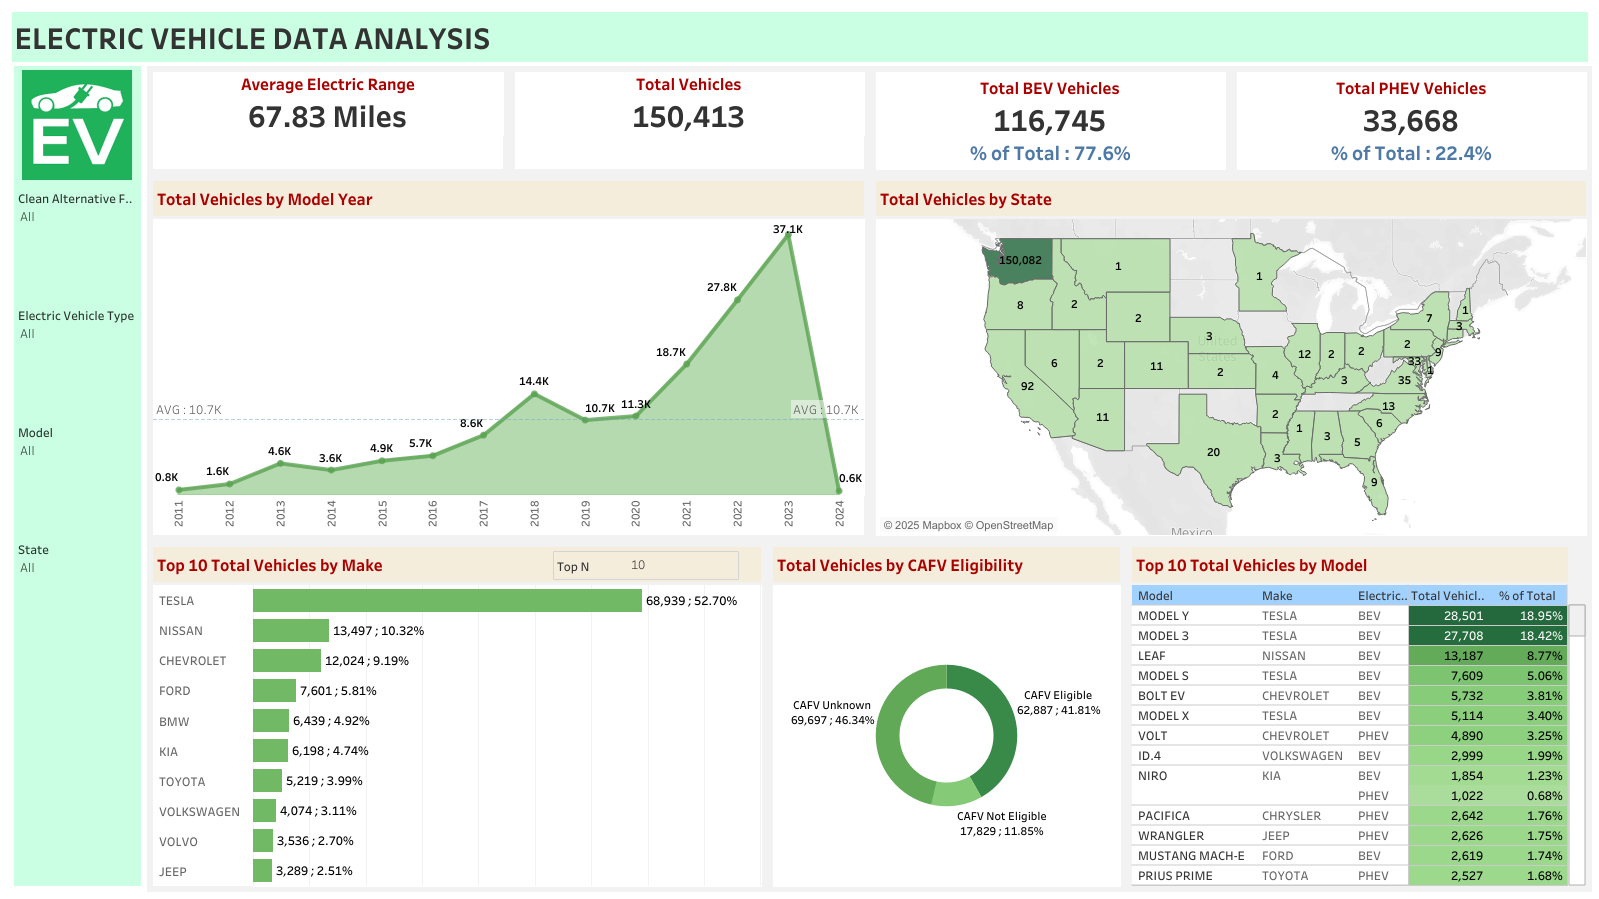 ELECTRIC VEHICLE DATA ANALYSIS
EV
Clean Alternative F..
All
Electric Vehicle Type
All
Model
All
State
All
Average Electric Range
67.83 Miles
Total Vehicles
150,413
Total BEV Vehicles
116,745
% of Total : 77.6%
Total PHEV Vehicles
33,668
% of Total : 22.4%
Total Vehicles by Model Year
37.1K
27.8K
18.7K
14.4K
10.7K 11.3K
AVG : 10.7K
AVG : 10.7K
8.6K
5.7K
4.9K
4.6K
3.6K
1.6K
0.8K
0.6K
2011 2012 2013 2014 2015 2016 2017 2018 2019 2020 2021 2022 2023 2024
Total Vehicles by State
150,082
1
1
8
2
2
7
1
3
3
United
States
6
2
11
2
4
12
2
2
2
9
33
1
92
3
35
11
2
13
6
20
3
1
3
5
9
Mexico
© 2025 Mapbox © OpenStreetMap
Top 10 Total Vehicles by Make
Top N 10
TESLA 68,939 ; 52.70%
NISSAN 13,497 ; 10.32%
CHEVROLET 12,024 ; 9.19%
FORD 7,601 ; 5.81%
BMW 6,439 ; 4.92%
KIA 6,198 ; 4.74%
TOYOTA 5,219 ; 3.99%
VOLKSWAGEN 4,074 ; 3.11%
VOLVO 3,536 ; 2.70%
JEEP 3,289 ; 2.51%
Total Vehicles by CAFV Eligibility
CAFV Unknown
69,697 ; 46.34%
CAFV Eligible
62,887 ; 41.81%
CAFV Not Eligible
17,829 ; 11.85%
Top 10 Total Vehicles by Model
Model Make Electric.. Total Vehicl.. % of Total
MODEL Y TESLA BEV 28,501 18.95%
MODEL 3 TESLA BEV 27,708 18.42%
LEAF NISSAN BEV 13,187 8.77%
MODEL S TESLA BEV 7,609 5.06%
BOLT EV CHEVROLET BEV 5,732 3.81%
MODEL X TESLA BEV 5,114 3.40%
VOLT CHEVROLET PHEV 4,890 3.25%
ID.4 VOLKSWAGEN BEV 2,999 1.99%
NIRO KIA BEV 1,854 1.23%
PHEV 1,022 0.68%
PACIFICA CHRYSLER PHEV 2,642 1.76%
WRANGLER JEEP PHEV 2,626 1.75%
MUSTANG MACH-E FORD BEV 2,619 1.74%
PRIUS PRIME TOYOTA PHEV 2,527 1.68%